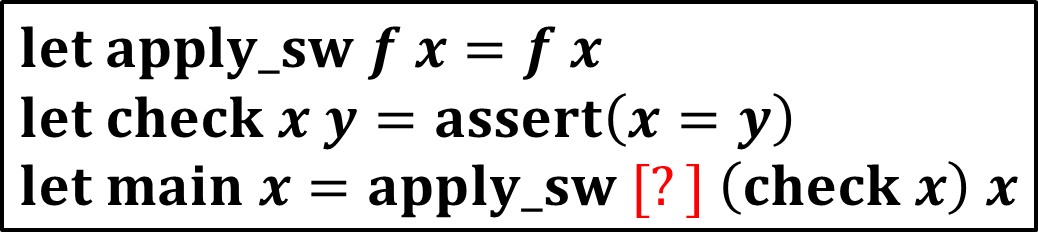 let apply_sw f x = f x
let check x y = assert(x = y)
let main x = apply_sw [?] (check x) x